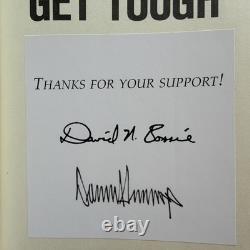 GET TOUGH
THANKS FOR YOUR SUPPORT!
David N. Bossie